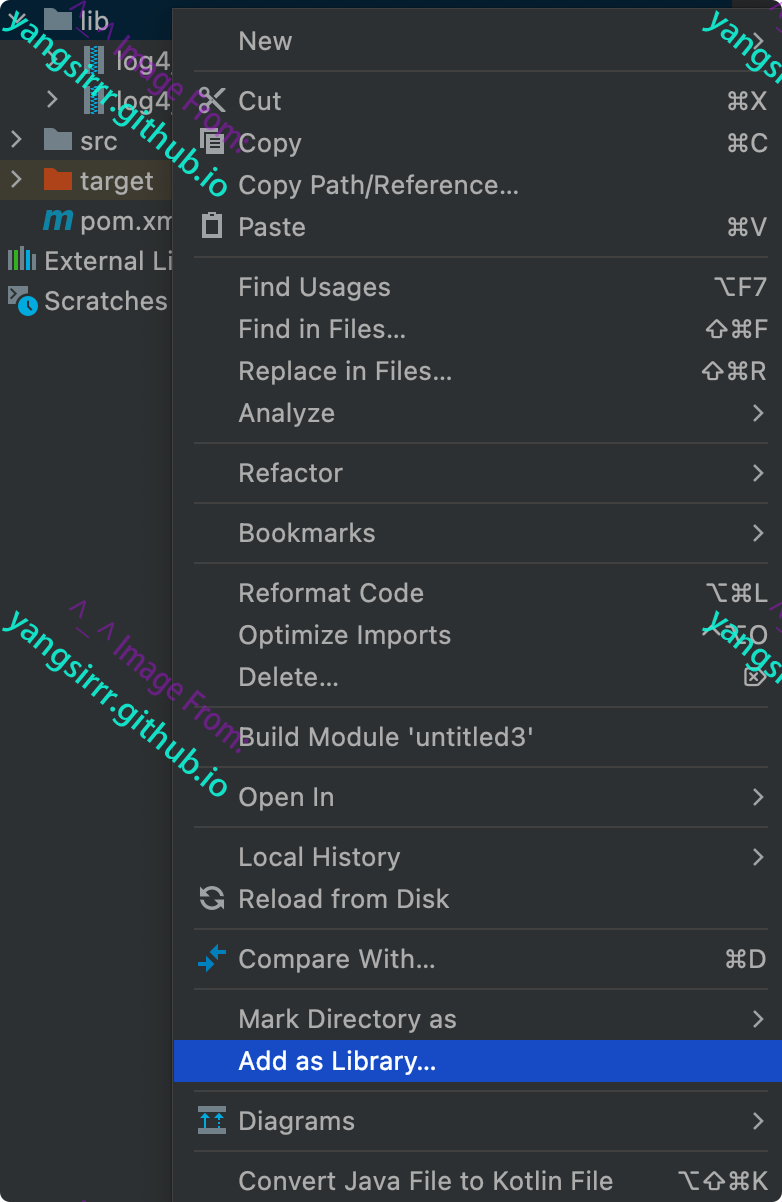 lib
log4
log4
src
target
pom.xm
External Li
Scratches
New
Cut ⌘X
Copy ⌘C
Copy Path/Reference...
Paste ⌘V
Find Usages ⌥F7
Find in Files... ⇧⌘F
Replace in Files... ⇧⌘R
Analyze
Refactor
Bookmarks
Reformat Code ⌥⌘L
Optimize Imports ⌃⌥O
Delete... ⌦
Build Module 'untitled3'
Open In
Local History
Reload from Disk
Compare With... ⌘D
Mark Directory as
Add as Library...
Diagrams
Convert Java File to Kotlin File ⌥⇧⌘K
^_^ Image From:
yangsirrr.github.io
yangsi
^_^ Image From:
yangsirrr.github.io
yangsi